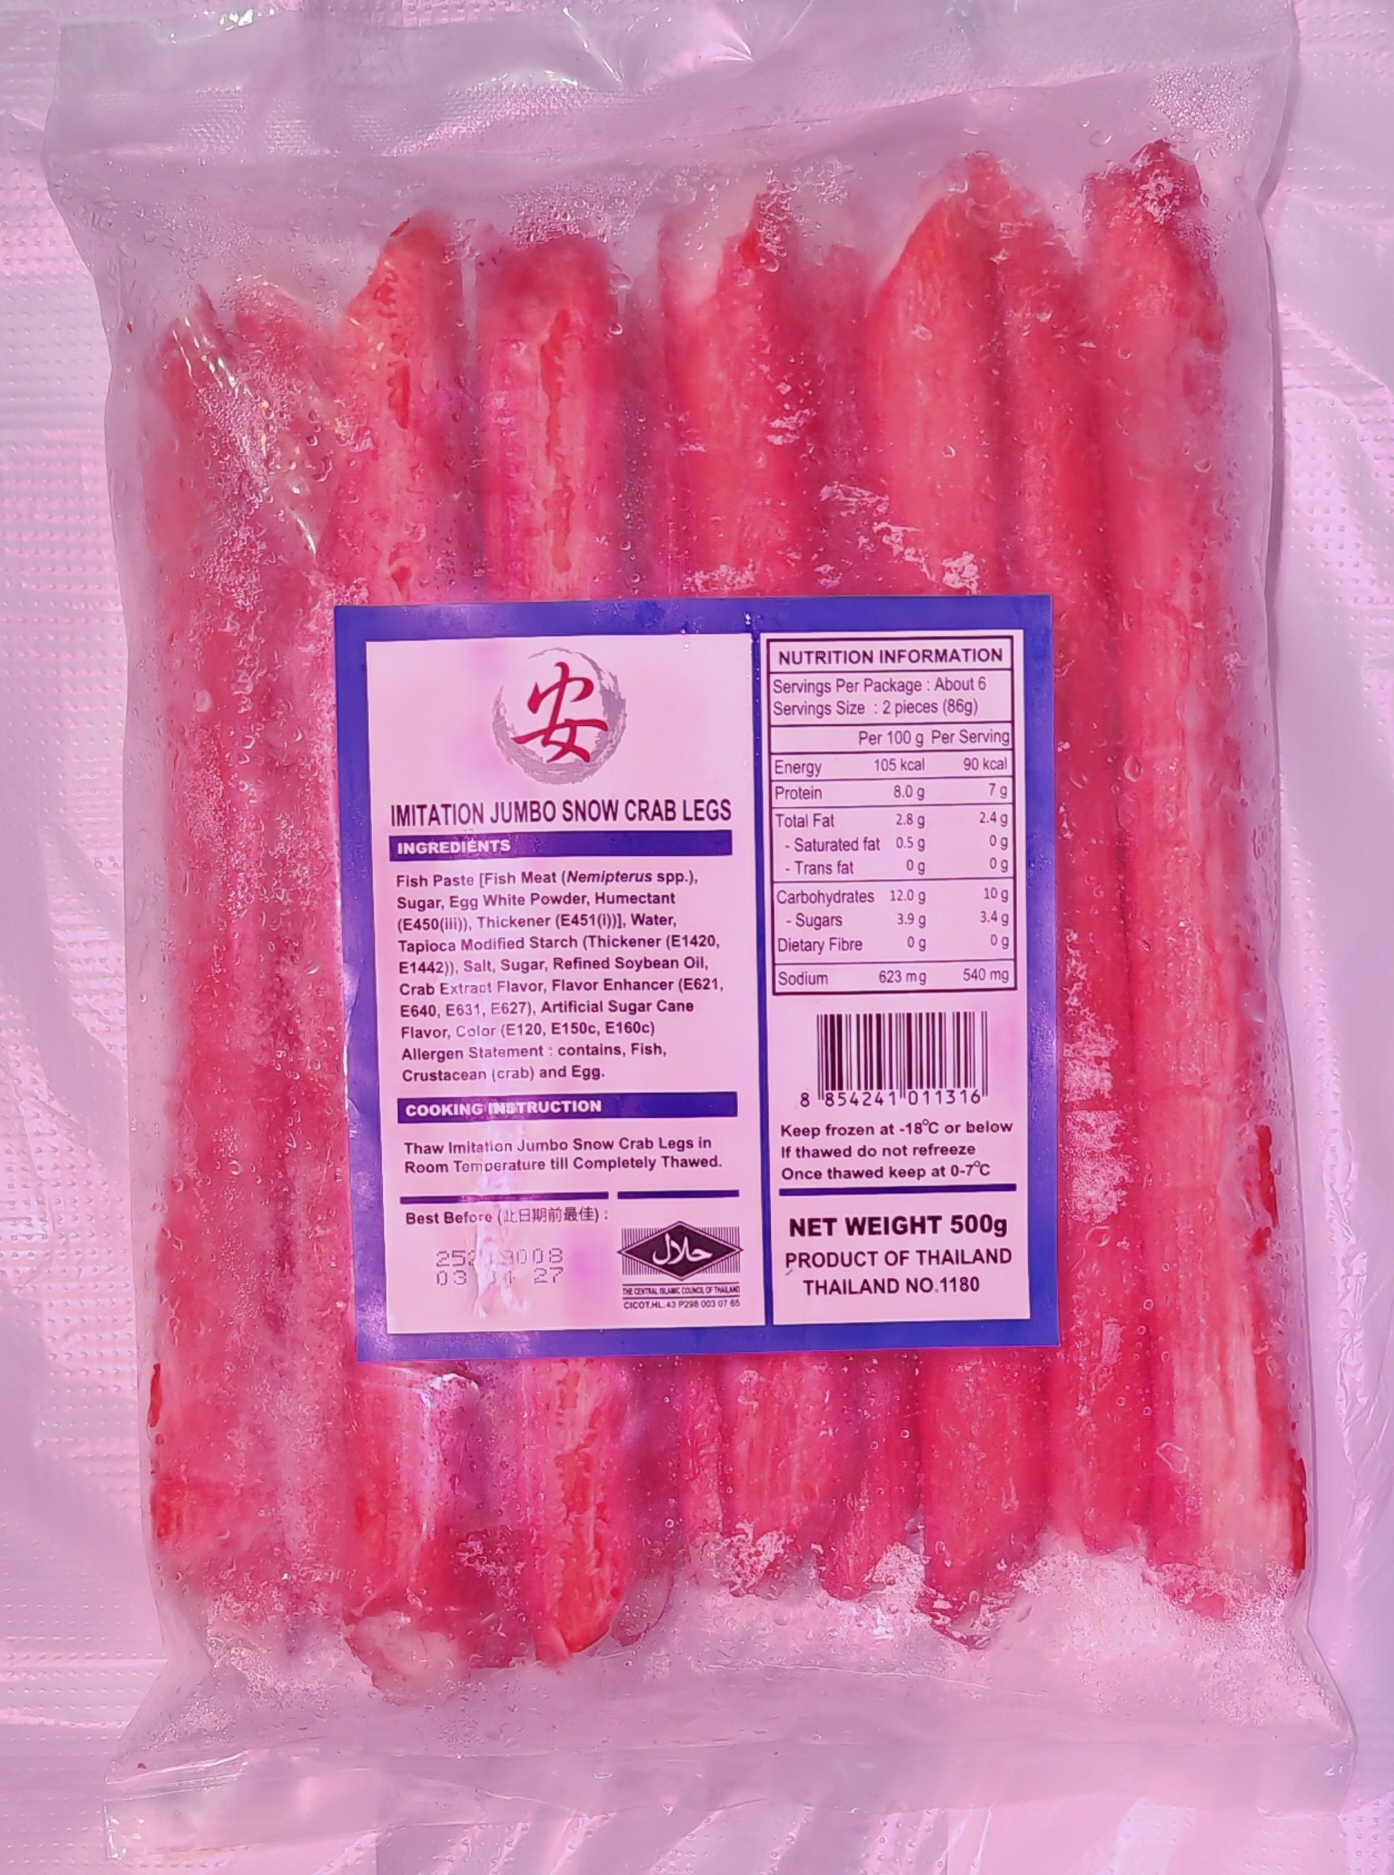 安
IMITATION JUMBO SNOW CRAB LEGS
INGREDIENTS
Fish Paste [Fish Meat (Nemipterus spp.),
Sugar, Egg White Powder, Humectant
(E450(iii)), Thickener (E451(i))], Water,
Tapioca Modified Starch (Thickener (E1420,
E1442)), Salt, Sugar, Refined Soybean Oil,
Crab Extract Flavor, Flavor Enhancer (E621,
E640, E631, E627), Artificial Sugar Cane
Flavor, Color (E120, E150c, E160c)
Allergen Statement : contains, Fish,
Crustacean (crab) and Egg.
COOKING INSTRUCTION
Thaw Imitation Jumbo Snow Crab Legs in
Room Temperature till Completely Thawed.
Best Before (此日期前最佳) :
03 27
حلال
THE CENTRAL ISLAMIC COUNCIL OF THAILAND
CICOT.HL. 43 P298 003 07 65
NUTRITION INFORMATION
Servings Per Package : About 6
Servings Size : 2 pieces (86g)
Per 100 g Per Serving
Energy 105 kcal 90 kcal
Protein 8.0 g 7 g
Total Fat 2.8 g 2.4 g
- Saturated fat 0.5 g 0 g
- Trans fat 0 g 0 g
Carbohydrates 12.0 g 10 g
- Sugars 3.9 g 3.4 g
Dietary Fibre 0 g 0 g
Sodium 623 mg 540 mg
8 854241 011316
Keep frozen at -18°C or below
If thawed do not refreeze
Once thawed keep at 0-7°C
NET WEIGHT 500g
PRODUCT OF THAILAND
THAILAND NO.1180